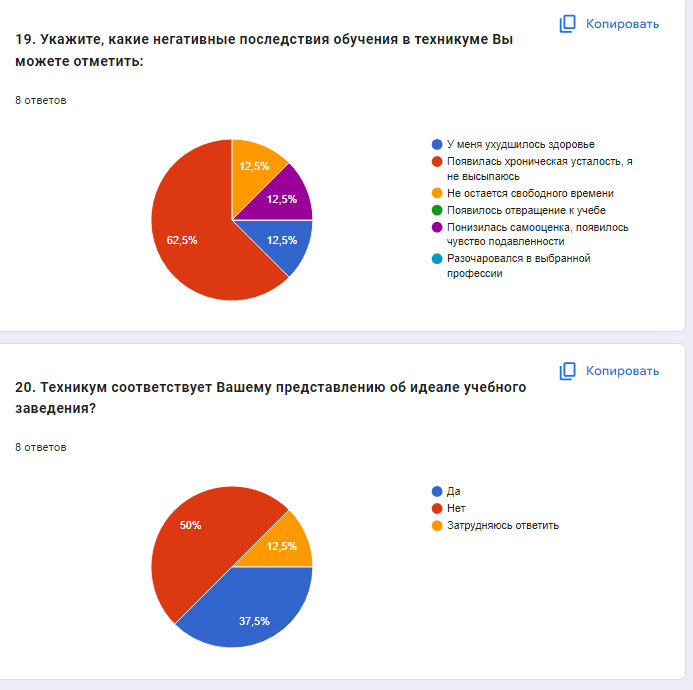 Копировать
19. Укажите, какие негативные последствия обучения в техникуме Вы
можете отметить:
8 ответов
12,5%
12,5%
12,5%
62,5%
У меня ухудшилось здоровье
Появилась хроническая усталость, я
не высыпаюсь
Не остается свободного времени
Появилось отвращение к учебе
Понизилась самооценка, появилось
чувство подавленности
Разочаровался в выбранной
профессии
Копировать
20. Техникум соответствует Вашему представлению об идеале учебного
заведения?
8 ответов
50%
12,5%
37,5%
Да
Нет
Затрудняюсь ответить